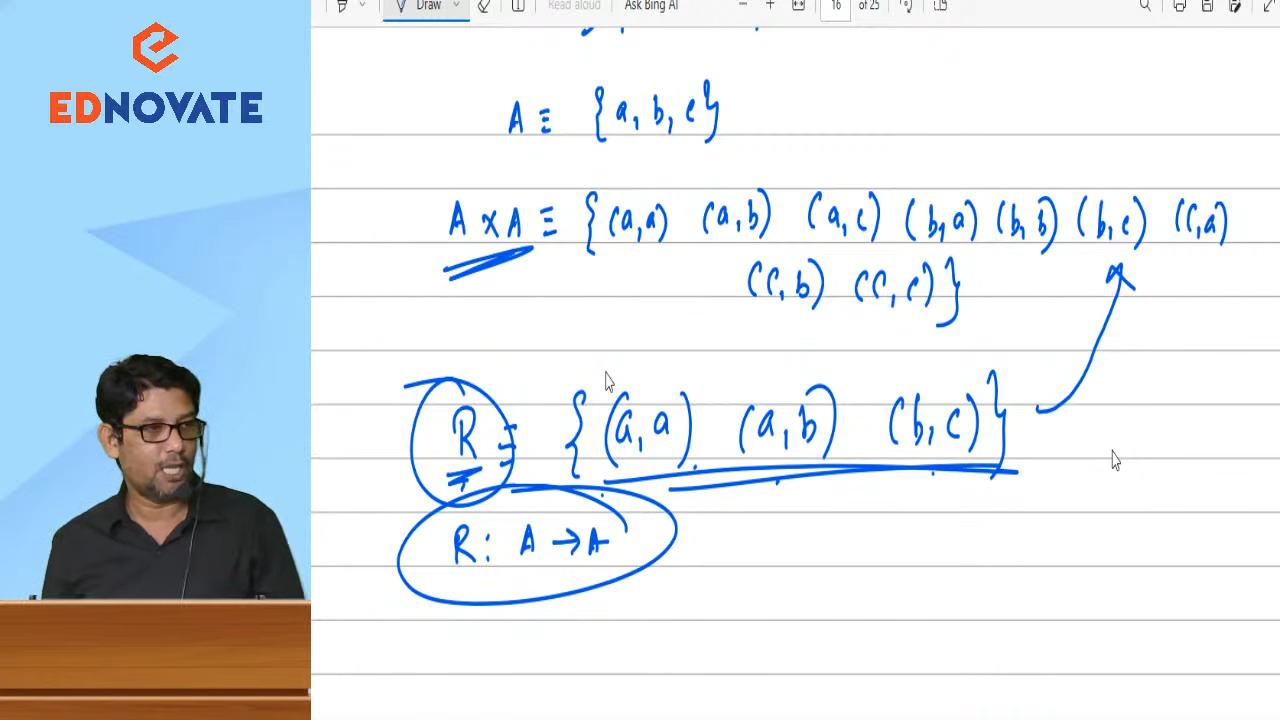 Draw
Read aloud
Ask Bing AI
16 of 25
EDNOVATE
A ≡ {a, b, c}
A × A ≡ {(a,a) (a,b) (a,c) (b,a) (b,b) (b,c) (c,a)
(c,b) (c,c)}
R ≡ {(a,a) (a,b) (b,c)}
R: A → A